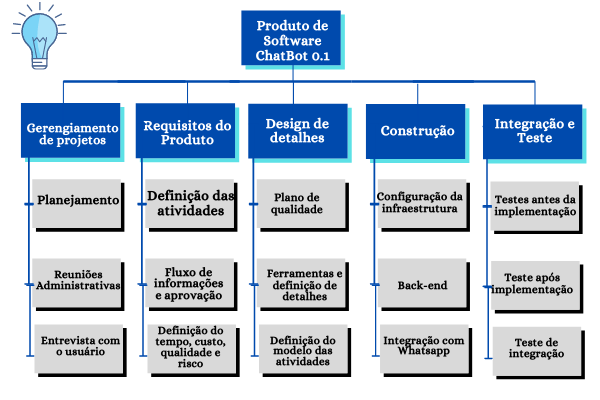 Produto de
Software
ChatBot 0.1
Gerengiamento
de projetos
Requisitos do
Produto
Design de
detalhes
Construção
Integração e
Teste
Planejamento
Definição das
atividades
Plano de
qualidade
Configuração da
infraestrutura
Testes antes da
implementação
Reuniões
Administrativas
Fluxo de
informações
e aprovação
Ferramentas e
definição de
detalhes
Back-end
Teste após
implementação
Entrevista com
o usuário
Definição do
tempo, custo,
qualidade e
risco
Definição do
modelo das
atividades
Integração com
Whatsapp
Teste de
integração